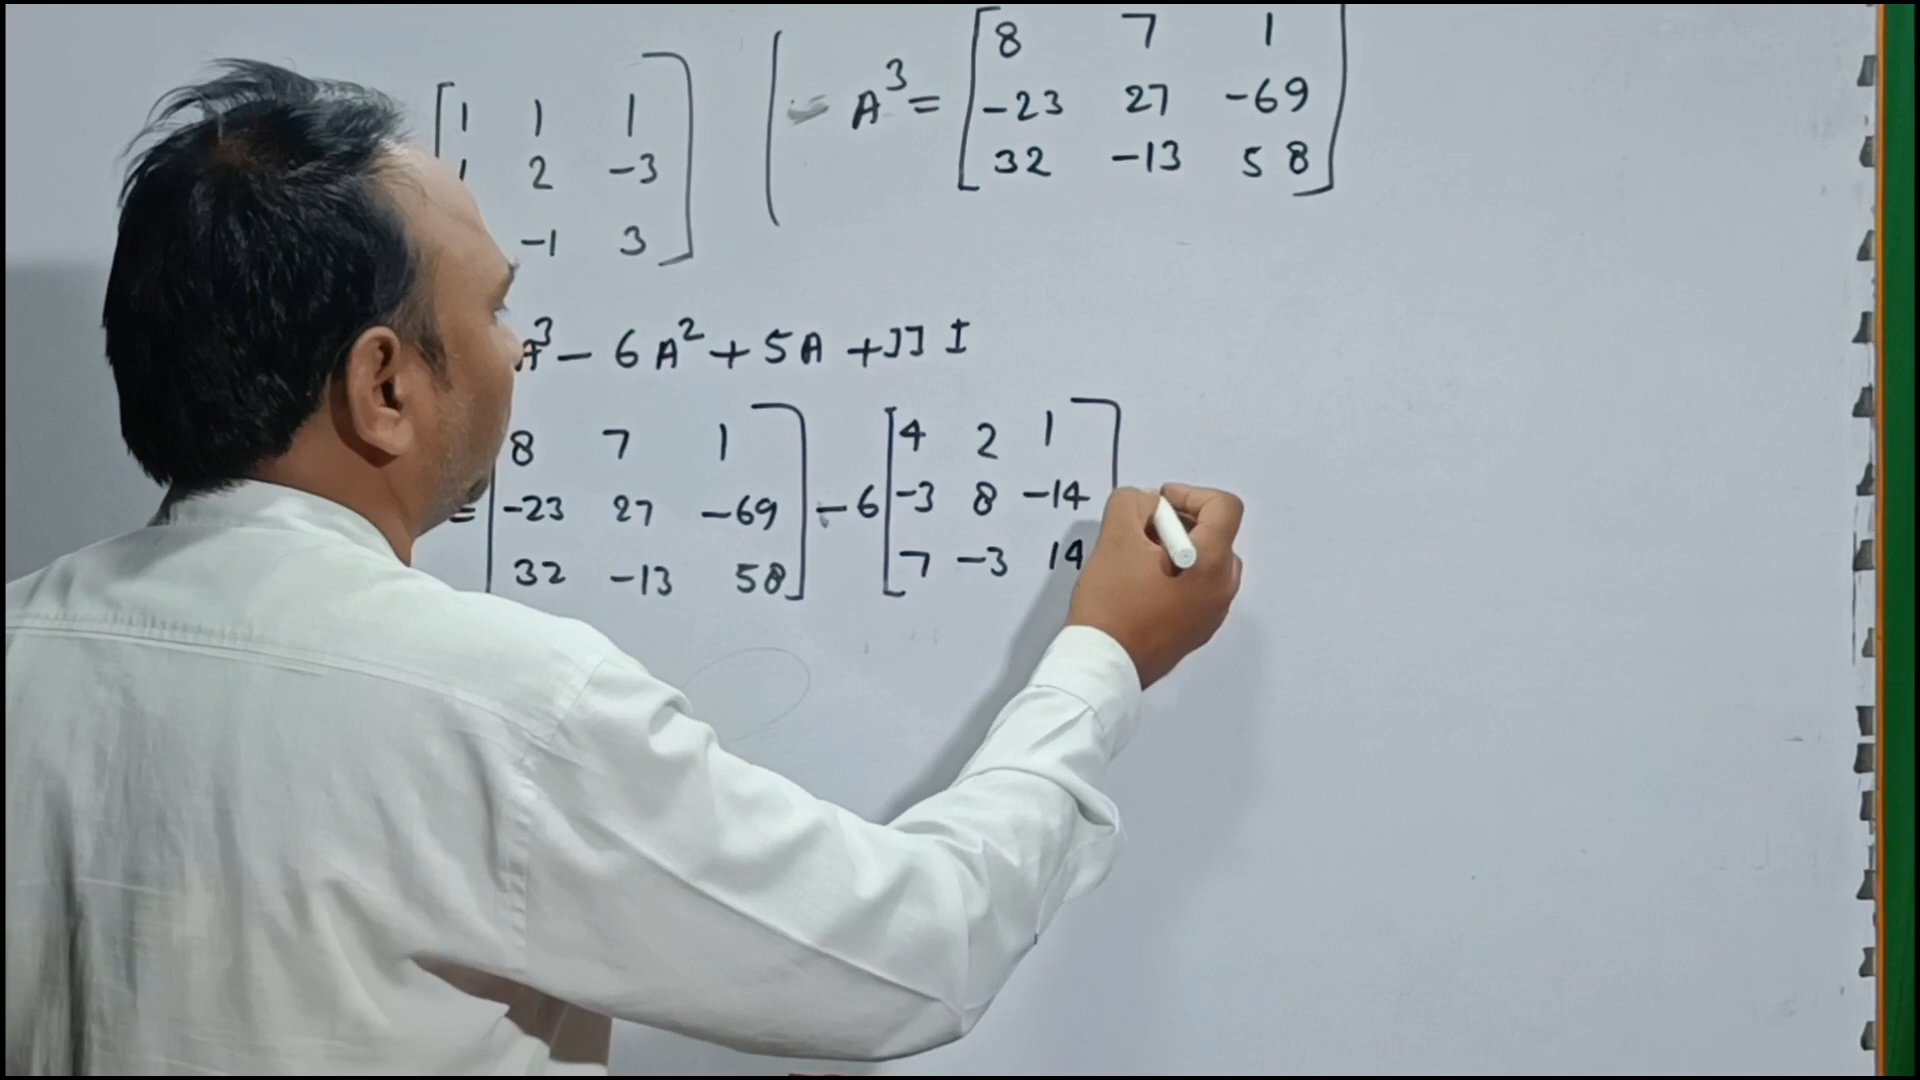 1 1 1
1 2 -3
-1 3
A³ =
8 7 1
-23 27 -69
32 -13 58
A³ - 6A² + 5A + 11 I
=
8 7 1
-23 27 -69
32 -13 58
- 6
4 2 1
-3 8 -14
7 -3 14